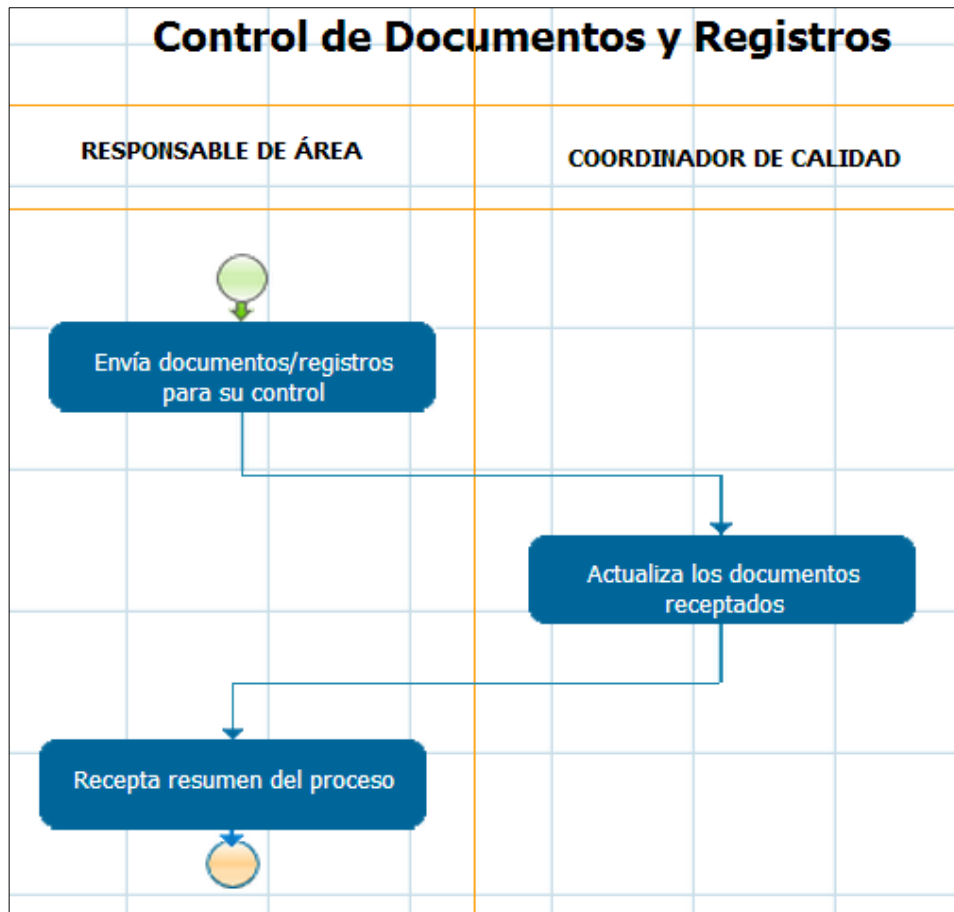 Control de Documentos y Registros
RESPONSABLE DE ÁREA
COORDINADOR DE CALIDAD
Envía documentos/registros
para su control
Actualiza los documentos
receptados
Recepta resumen del proceso